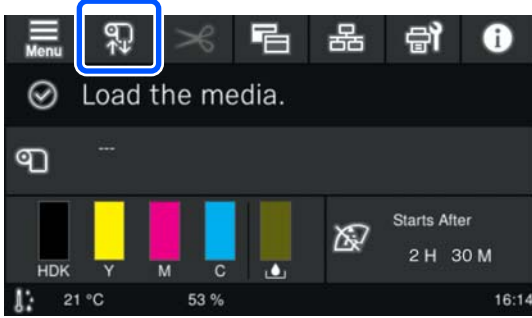 Menu
Load the media.
---
Starts After
2 H 30 M
HDK Y M C
21 °C 53 % 16:14